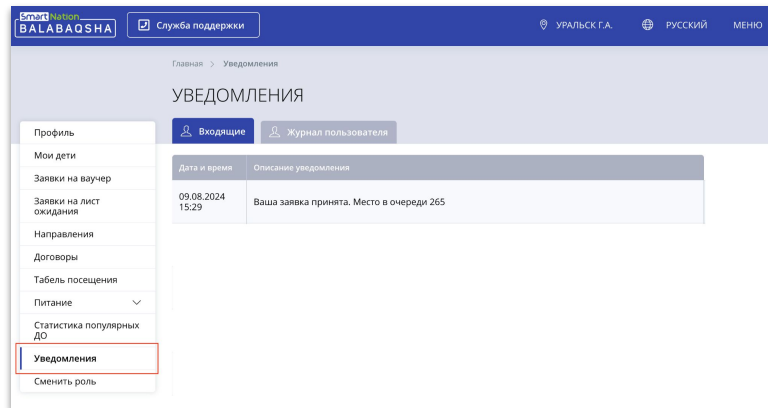 Smart Nation
BALABAQSHA
Служба поддержки
УРАЛЬСК Г.А.
РУССКИЙ
МЕНЮ
Главная > Уведомления
УВЕДОМЛЕНИЯ
Входящие
Журнал пользователя
Дата и время
Описание уведомления
09.08.2024
15:29
Ваша заявка принята. Место в очереди 265
Профиль
Мои дети
Заявки на ваучер
Заявки на лист
ожидания
Направления
Договоры
Табель посещения
Питание
Статистика популярных
ДО
Уведомления
Сменить роль